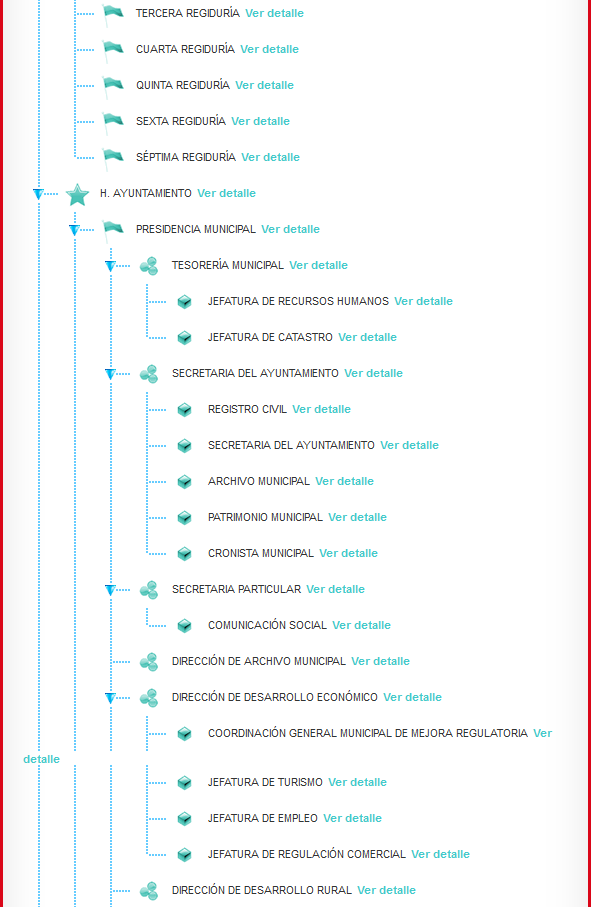 TERCERA REGIDURÍA Ver detalle
CUARTA REGIDURÍA Ver detalle
QUINTA REGIDURÍA Ver detalle
SEXTA REGIDURÍA Ver detalle
SÉPTIMA REGIDURÍA Ver detalle
H. AYUNTAMIENTO Ver detalle
PRESIDENCIA MUNICIPAL Ver detalle
TESORERÍA MUNICIPAL Ver detalle
JEFATURA DE RECURSOS HUMANOS Ver detalle
JEFATURA DE CATASTRO Ver detalle
SECRETARIA DEL AYUNTAMIENTO Ver detalle
REGISTRO CIVIL Ver detalle
SECRETARIA DEL AYUNTAMIENTO Ver detalle
ARCHIVO MUNICIPAL Ver detalle
PATRIMONIO MUNICIPAL Ver detalle
CRONISTA MUNICIPAL Ver detalle
SECRETARIA PARTICULAR Ver detalle
COMUNICACIÓN SOCIAL Ver detalle
DIRECCIÓN DE ARCHIVO MUNICIPAL Ver detalle
DIRECCIÓN DE DESARROLLO ECONÓMICO Ver detalle
COORDINACIÓN GENERAL MUNICIPAL DE MEJORA REGULATORIA Ver
detalle
JEFATURA DE TURISMO Ver detalle
JEFATURA DE EMPLEO Ver detalle
JEFATURA DE REGULACIÓN COMERCIAL Ver detalle
DIRECCIÓN DE DESARROLLO RURAL Ver detalle